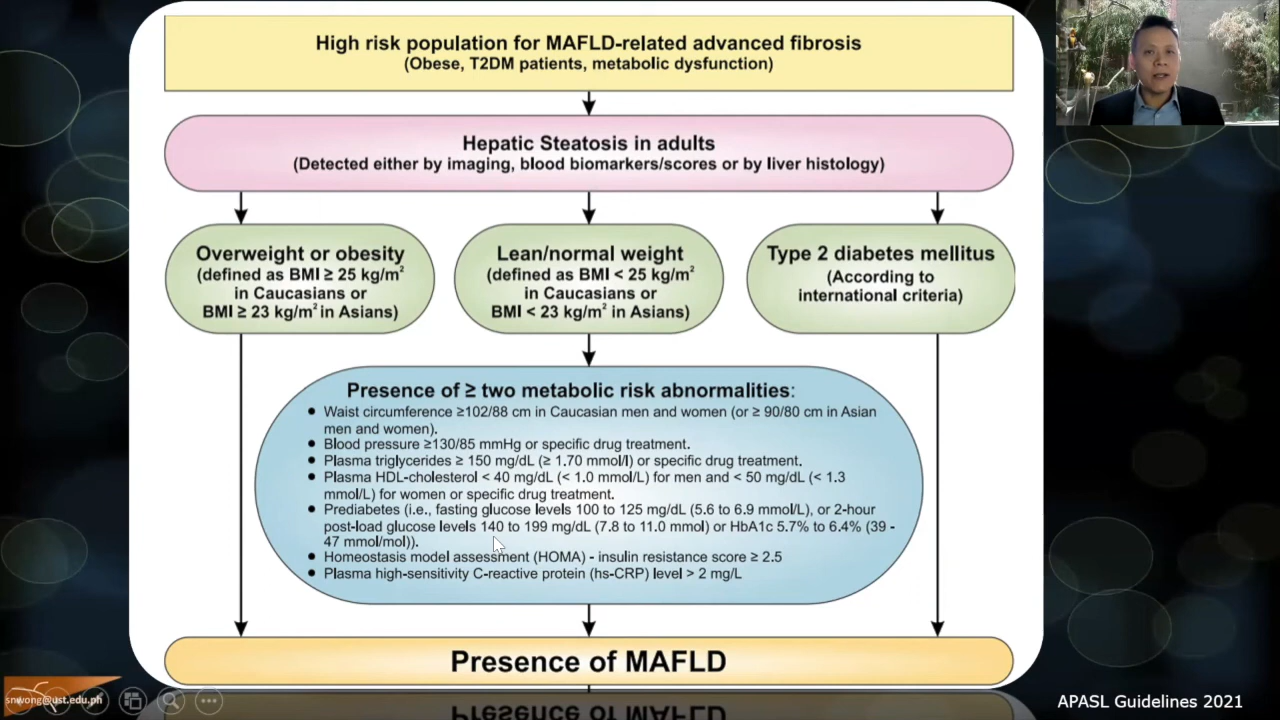 High risk population for MAFLD-related advanced fibrosis
(Obese, T2DM patients, metabolic dysfunction)
Hepatic Steatosis in adults
(Detected either by imaging, blood biomarkers/scores or by liver histology)
Overweight or obesity
(defined as BMI ≥ 25 kg/m²
in Caucasians or
BMI ≥ 23 kg/m² in Asians)
Lean/normal weight
(defined as BMI < 25 kg/m²
in Caucasians or
BMI < 23 kg/m² in Asians)
Type 2 diabetes mellitus
(According to
international criteria)
Presence of ≥ two metabolic risk abnormalities:
• Waist circumference ≥102/88 cm in Caucasian men and women (or ≥ 90/80 cm in Asian
men and women).
• Blood pressure ≥130/85 mmHg or specific drug treatment.
• Plasma triglycerides ≥ 150 mg/dL (≥ 1.70 mmol/l) or specific drug treatment.
• Plasma HDL-cholesterol < 40 mg/dL (< 1.0 mmol/L) for men and < 50 mg/dL (< 1.3
mmol/L) for women or specific drug treatment.
• Prediabetes (i.e., fasting glucose levels 100 to 125 mg/dL (5.6 to 6.9 mmol/L), or 2-hour
post-load glucose levels 140 to 199 mg/dL (7.8 to 11.0 mmol) or HbA1c 5.7% to 6.4% (39 -
47 mmol/mol)).
• Homeostasis model assessment (HOMA) - insulin resistance score ≥ 2.5
• Plasma high-sensitivity C-reactive protein (hs-CRP) level > 2 mg/L
Presence of MAFLD
snwong@ust.edu.ph
APASL Guidelines 2021
Presence of MAFLD